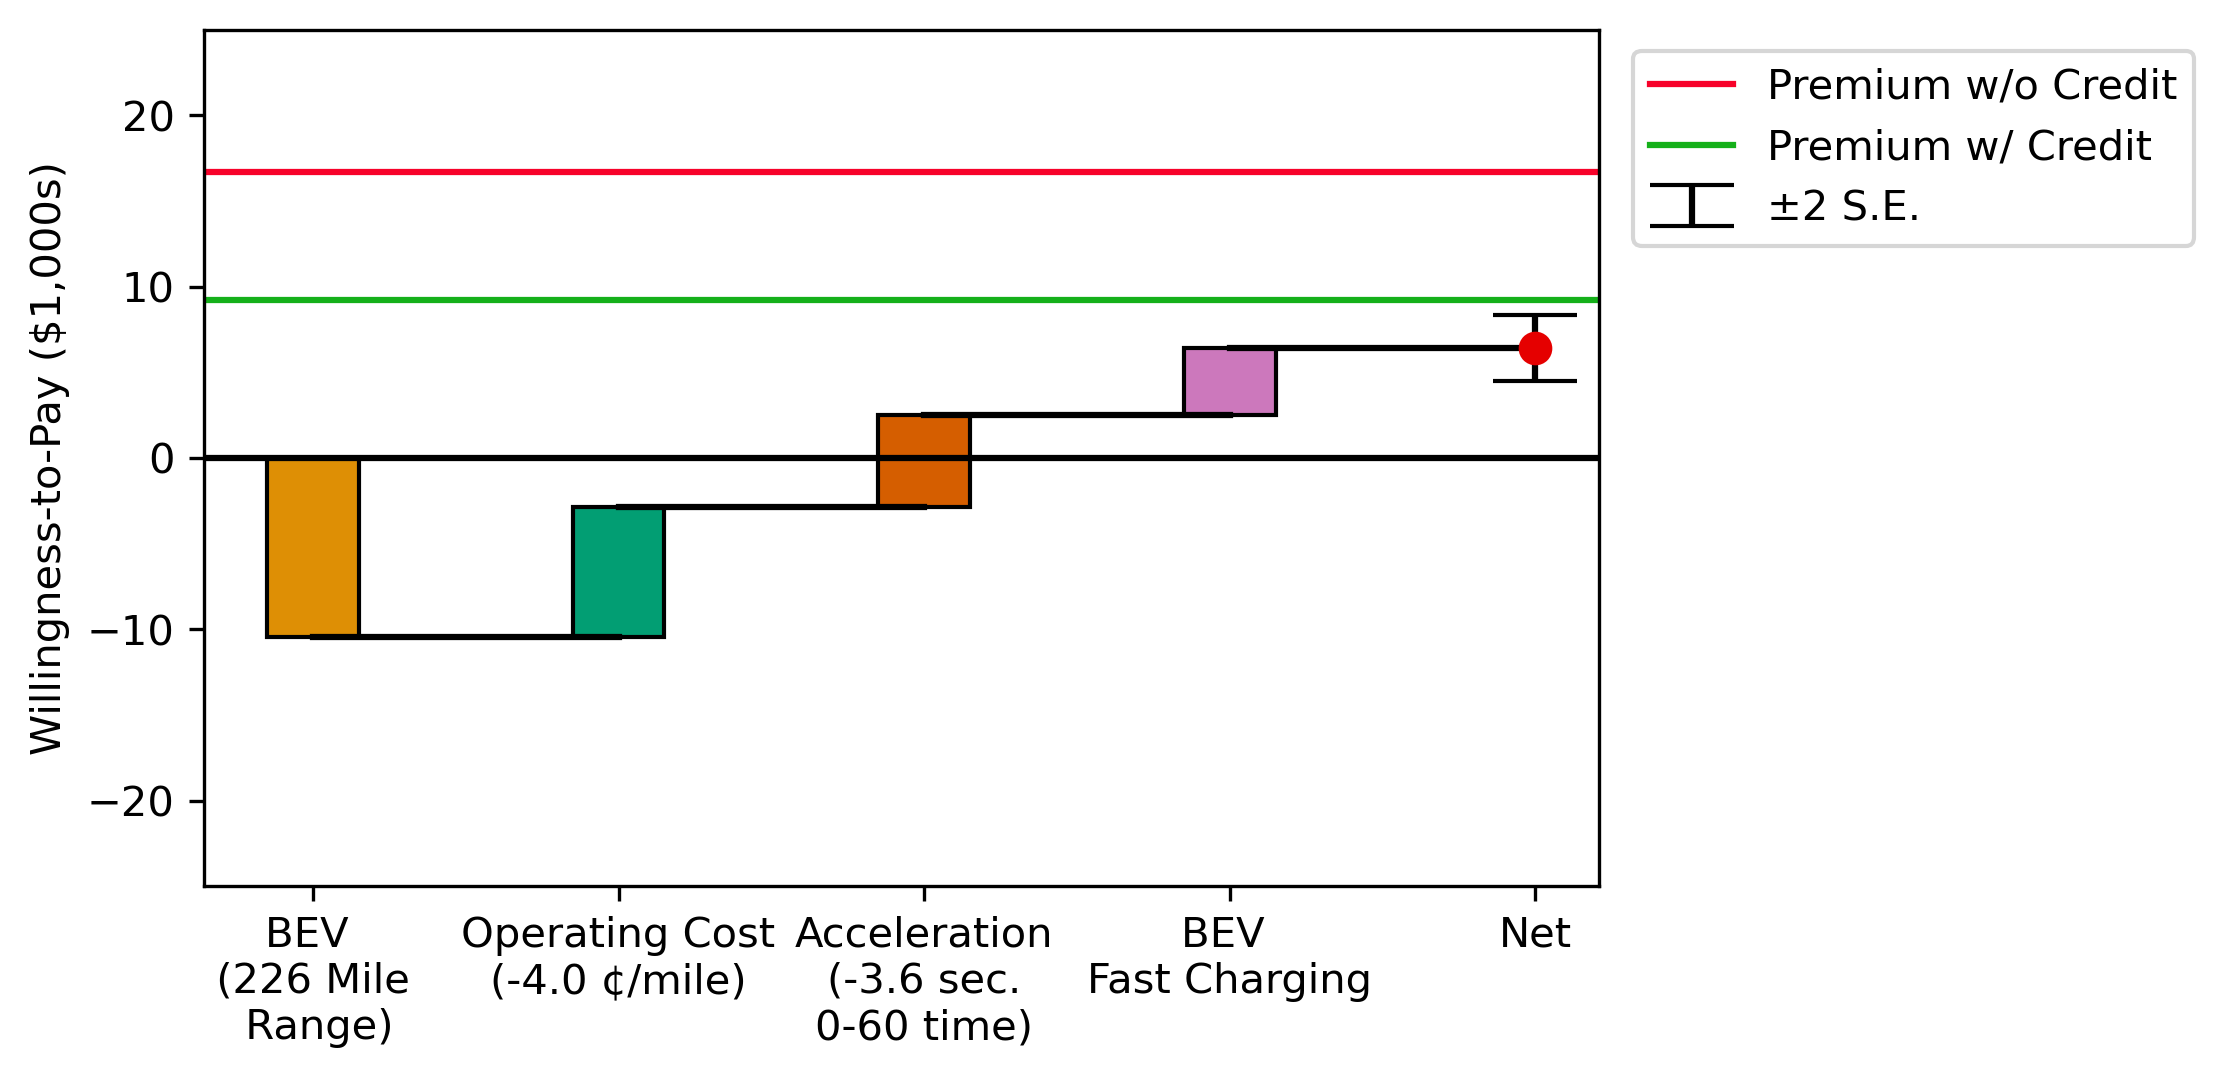 Willingness-to-Pay ($1,000s)
20
10
0
−10
−20
BEV
(226 Mile
Range)
Operating Cost
(-4.0 ¢/mile)
Acceleration
(-3.6 sec.
0-60 time)
BEV
Fast Charging
Net
Premium w/o Credit
Premium w/ Credit
±2 S.E.